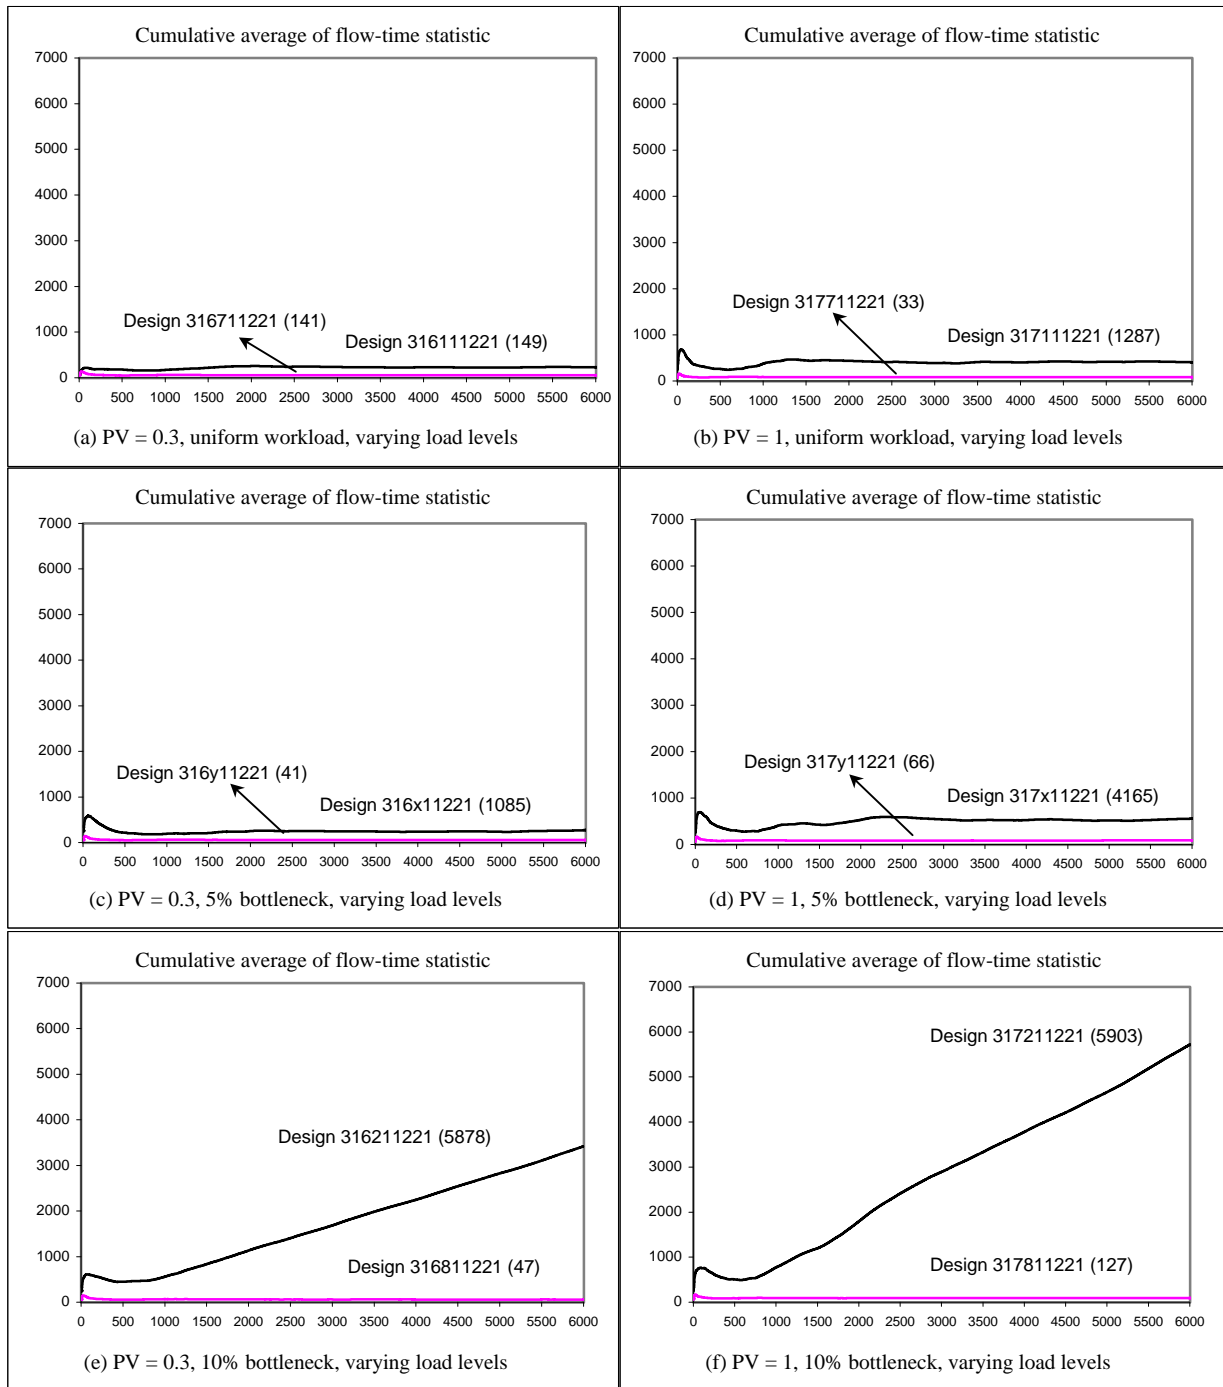 Cumulative average of flow-time statistic
7000
6000
5000
4000
3000
2000
1000
0
Design 316711221 (141)
Design 316111221 (149)
0 500 1000 1500 2000 2500 3000 3500 4000 4500 5000 5500 6000
(a) PV = 0.3, uniform workload, varying load levels
Cumulative average of flow-time statistic
7000
6000
5000
4000
3000
2000
1000
0
Design 317711221 (33)
Design 317111221 (1287)
0 500 1000 1500 2000 2500 3000 3500 4000 4500 5000 5500 6000
(b) PV = 1, uniform workload, varying load levels
Cumulative average of flow-time statistic
7000
6000
5000
4000
3000
2000
1000
0
Design 316y11221 (41)
Design 316x11221 (1085)
0 500 1000 1500 2000 2500 3000 3500 4000 4500 5000 5500 6000
(c) PV = 0.3, 5% bottleneck, varying load levels
Cumulative average of flow-time statistic
7000
6000
5000
4000
3000
2000
1000
0
Design 317y11221 (66)
Design 317x11221 (4165)
0 500 1000 1500 2000 2500 3000 3500 4000 4500 5000 5500 6000
(d) PV = 1, 5% bottleneck, varying load levels
Cumulative average of flow-time statistic
7000
6000
5000
4000
3000
2000
1000
0
Design 316211221 (5878)
Design 316811221 (47)
0 500 1000 1500 2000 2500 3000 3500 4000 4500 5000 5500 6000
(e) PV = 0.3, 10% bottleneck, varying load levels
Cumulative average of flow-time statistic
7000
6000
5000
4000
3000
2000
1000
0
Design 317211221 (5903)
Design 317811221 (127)
0 500 1000 1500 2000 2500 3000 3500 4000 4500 5000 5500 6000
(f) PV = 1, 10% bottleneck, varying load levels